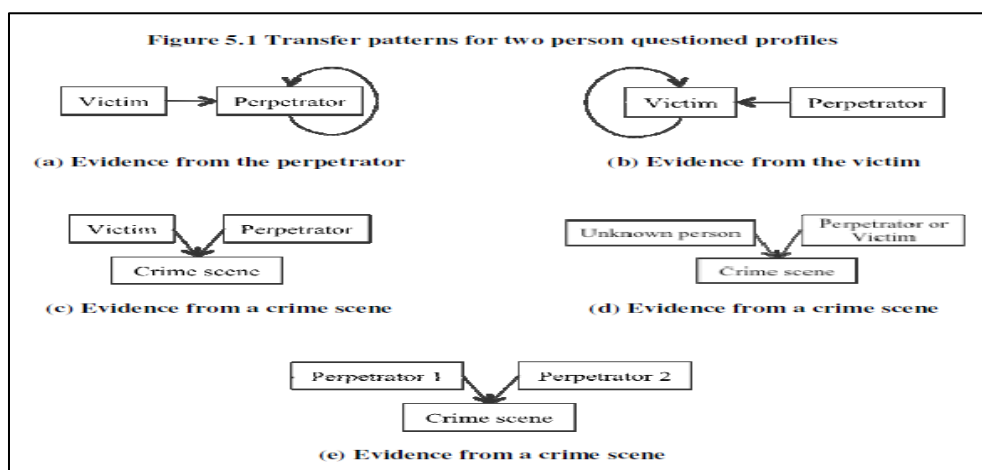 Figure 5.1 Transfer patterns for two person questioned profiles
Victim
Perpetrator
Victim
Perpetrator
(a) Evidence from the perpetrator
(b) Evidence from the victim
Victim
Perpetrator
Crime scene
(c) Evidence from a crime scene
Unknown person
Perpetrator or
Victim
Crime scene
(d) Evidence from a crime scene
Perpetrator 1
Perpetrator 2
Crime scene
(e) Evidence from a crime scene